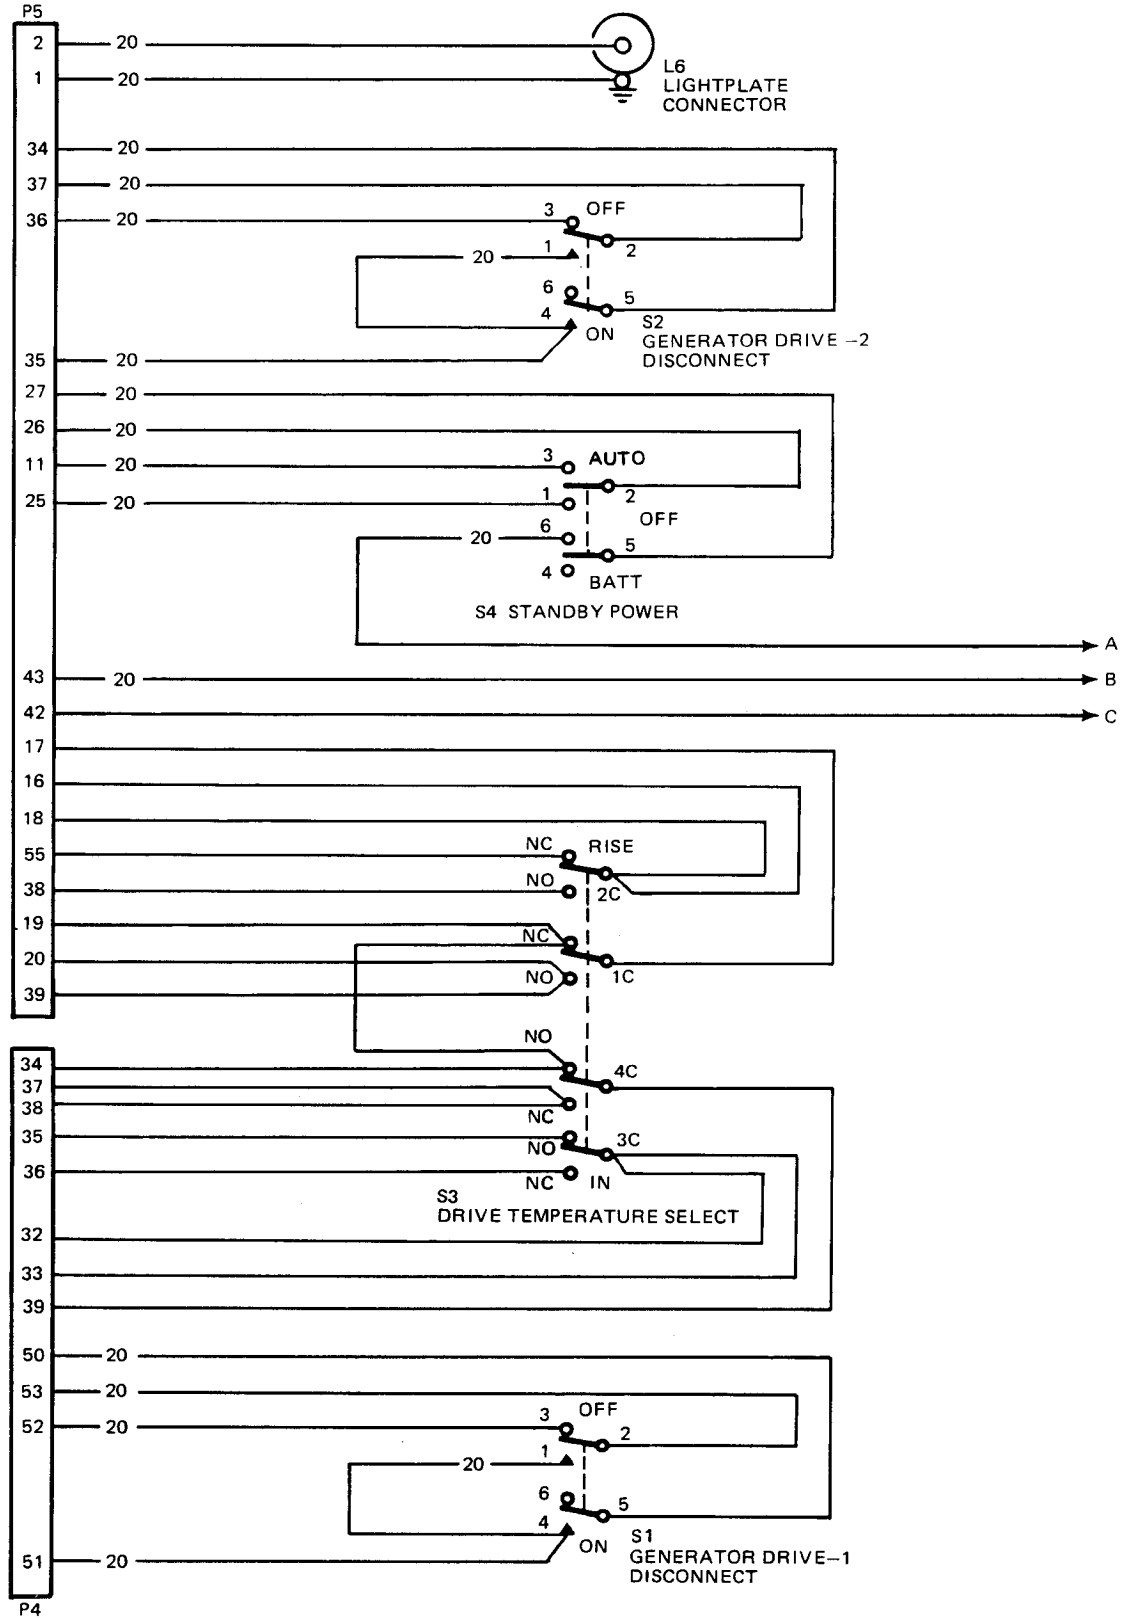 P5
2 20
1 20
L6
LIGHTPLATE
CONNECTOR
34 20
37 20
36 20 3 OFF
20 1 2
6 5
4 ON
S2
GENERATOR DRIVE -2
DISCONNECT
35 20
27 20
26 20
11 20 3 AUTO
25 20 1 2
OFF
20 6 5
4 BATT
S4 STANDBY POWER
A
43 20 B
42 C
17
16
18
55 NC RISE
38 NO 2C
19 NC
20 NO 1C
39
NO
34 4C
37
38 NC
35 NO 3C
36 NC IN
S3
DRIVE TEMPERATURE SELECT
32
33
39
50 20
53 20
52 20 3 OFF
2
20 1
6 5
4 ON
S1
GENERATOR DRIVE-1
DISCONNECT
51 20
P4